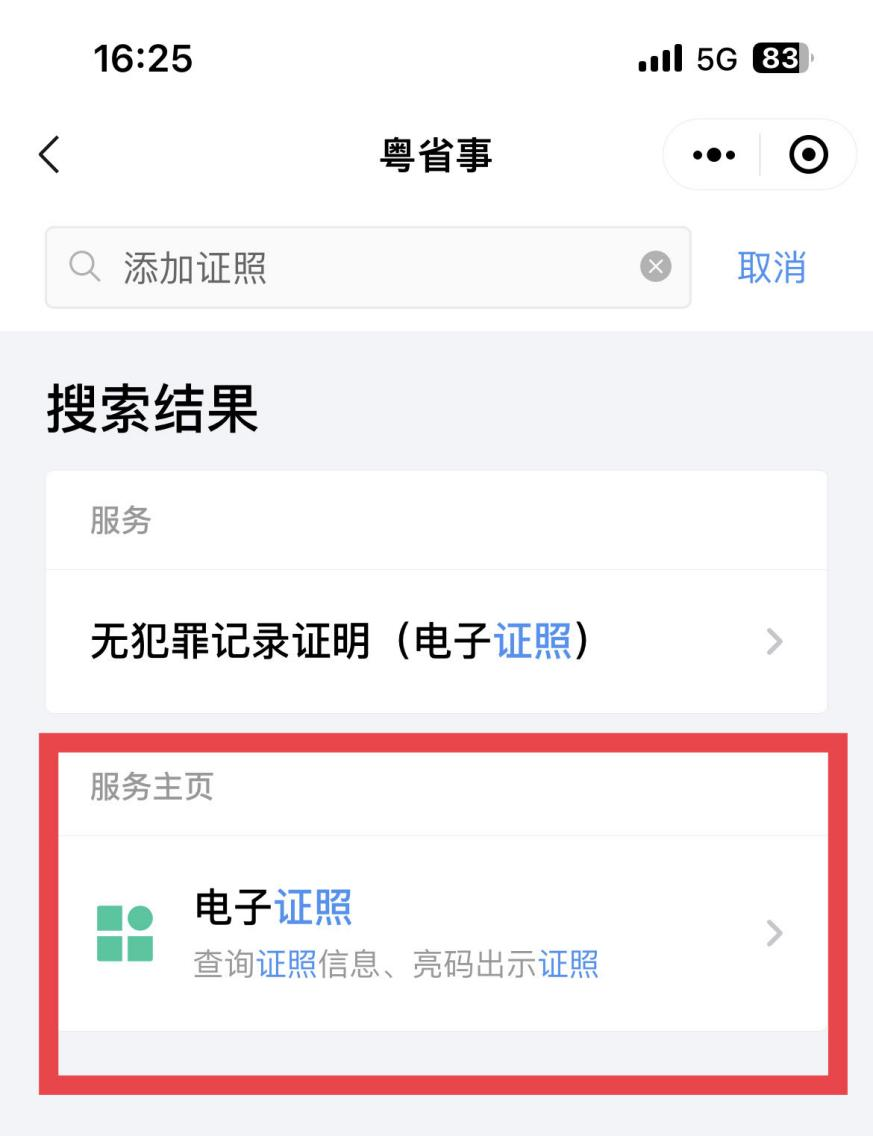 16:25
5G 83
粤省事
添加证照
取消
搜索结果
服务
无犯罪记录证明（电子证照）
服务主页
电子证照
查询证照信息、亮码出示证照